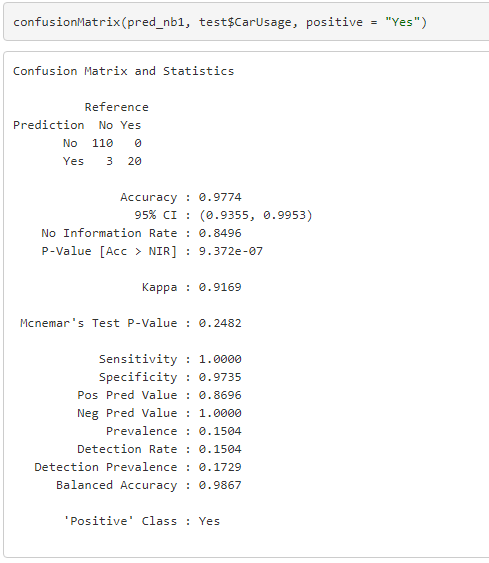 confusionMatrix(pred_nb1, test$CarUsage, positive = "Yes")
Confusion Matrix and Statistics
Reference
Prediction No Yes
No 110 0
Yes 3 20
Accuracy : 0.9774
95% CI : (0.9355, 0.9953)
No Information Rate : 0.8496
P-Value [Acc > NIR] : 9.372e-07
Kappa : 0.9169
Mcnemar's Test P-Value : 0.2482
Sensitivity : 1.0000
Specificity : 0.9735
Pos Pred Value : 0.8696
Neg Pred Value : 1.0000
Prevalence : 0.1504
Detection Rate : 0.1504
Detection Prevalence : 0.1729
Balanced Accuracy : 0.9867
'Positive' Class : Yes